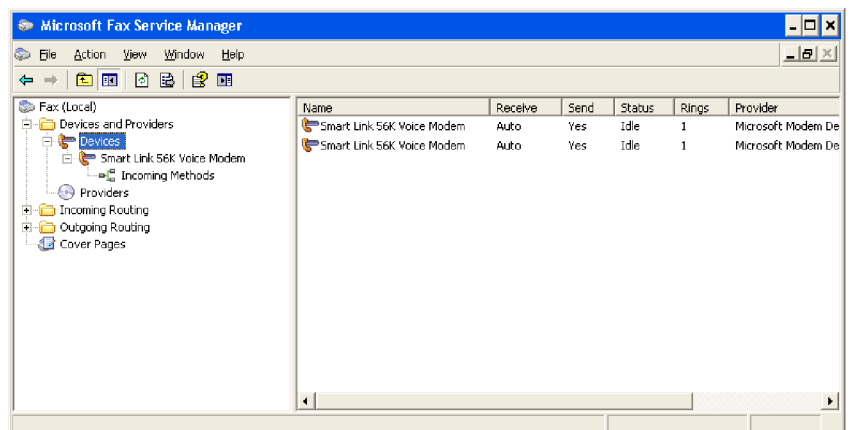 Microsoft Fax Service Manager
File Action View Window Help
Fax (Local)
Devices and Providers
Devices
Smart Link 56K Voice Modem
Incoming Methods
Providers
Incoming Routing
Outgoing Routing
Cover Pages
Name Receive Send Status Rings Provider
Smart Link 56K Voice Modem Auto Yes Idle 1 Microsoft Modem De
Smart Link 56K Voice Modem Auto Yes Idle 1 Microsoft Modem De